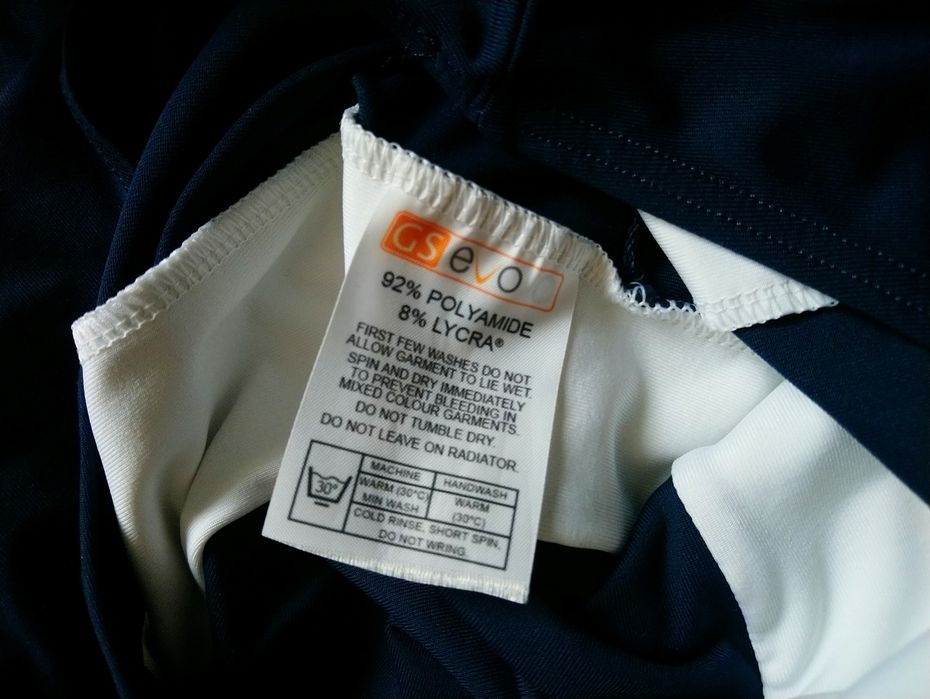 GS evo
92% POLYAMIDE
8% LYCRA®
FIRST FEW WASHES DO NOT
ALLOW GARMENT TO LIE WET.
SPIN AND DRY IMMEDIATELY
TO PREVENT BLEEDING IN
MIXED COLOUR GARMENTS.
DO NOT TUMBLE DRY.
DO NOT LEAVE ON RADIATOR.
30°
MACHINE
WARM (30°C)
MIN WASH
HANDWASH
WARM
(30°C)
COLD RINSE, SHORT SPIN,
DO NOT WRING.